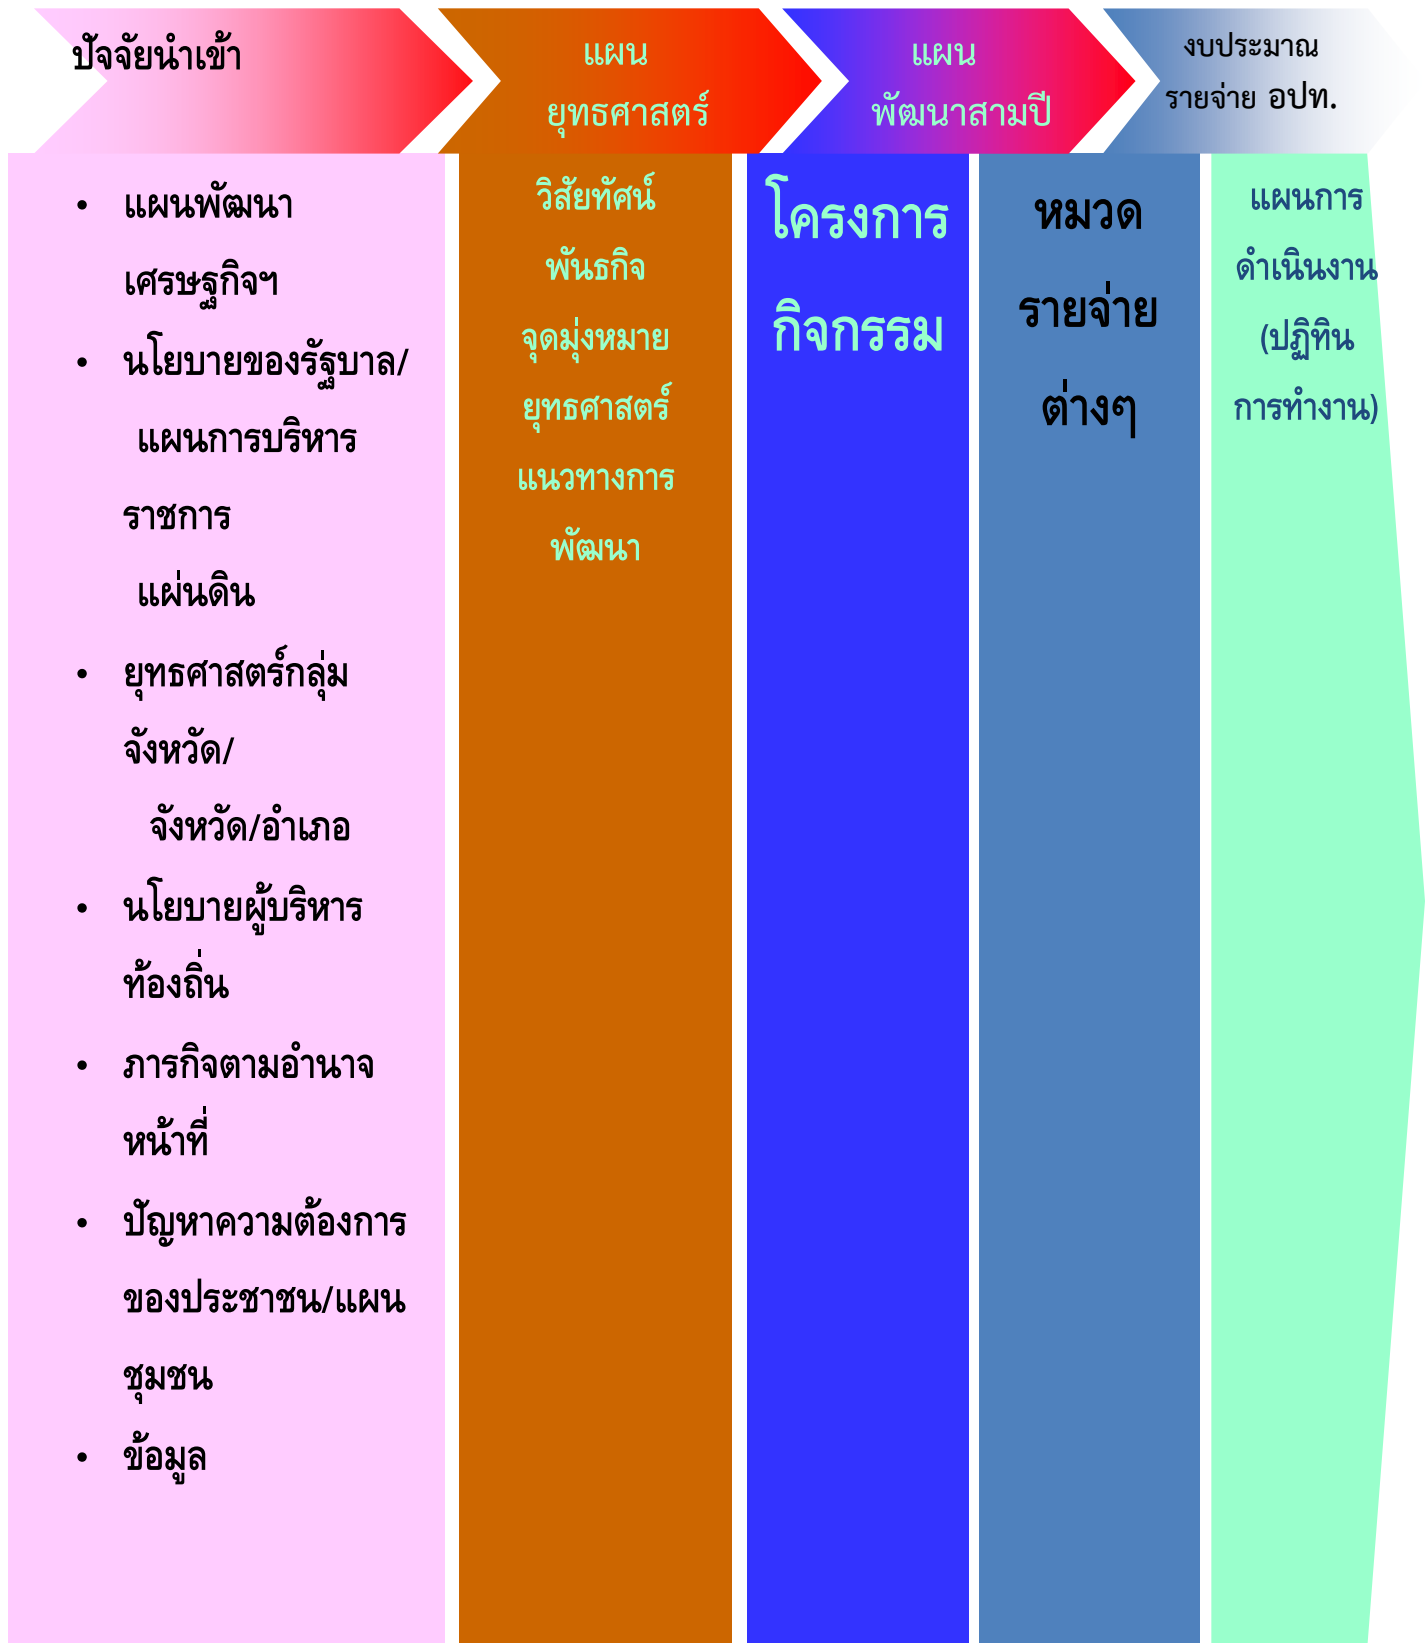 ปัจจัยนำเข้า
แผน
ยุทธศาสตร์
แผน
พัฒนาสามปี
งบประมาณ
รายจ่าย อปท.
• แผนพัฒนา
เศรษฐกิจฯ
• นโยบายของรัฐบาล/
แผนการบริหาร
ราชการ
แผ่นดิน
• ยุทธศาสตร์กลุ่ม
จังหวัด/
จังหวัด/อำเภอ
• นโยบายผู้บริหาร
ท้องถิ่น
• ภารกิจตามอำนาจ
หน้าที่
• ปัญหาความต้องการ
ของประชาชน/แผน
ชุมชน
• ข้อมูล
วิสัยทัศน์
พันธกิจ
จุดมุ่งหมาย
ยุทธศาสตร์
แนวทางการ
พัฒนา
โครงการ
กิจกรรม
หมวด
รายจ่าย
ต่างๆ
แผนการ
ดำเนินงาน
(ปฏิทิน
การทำงาน)